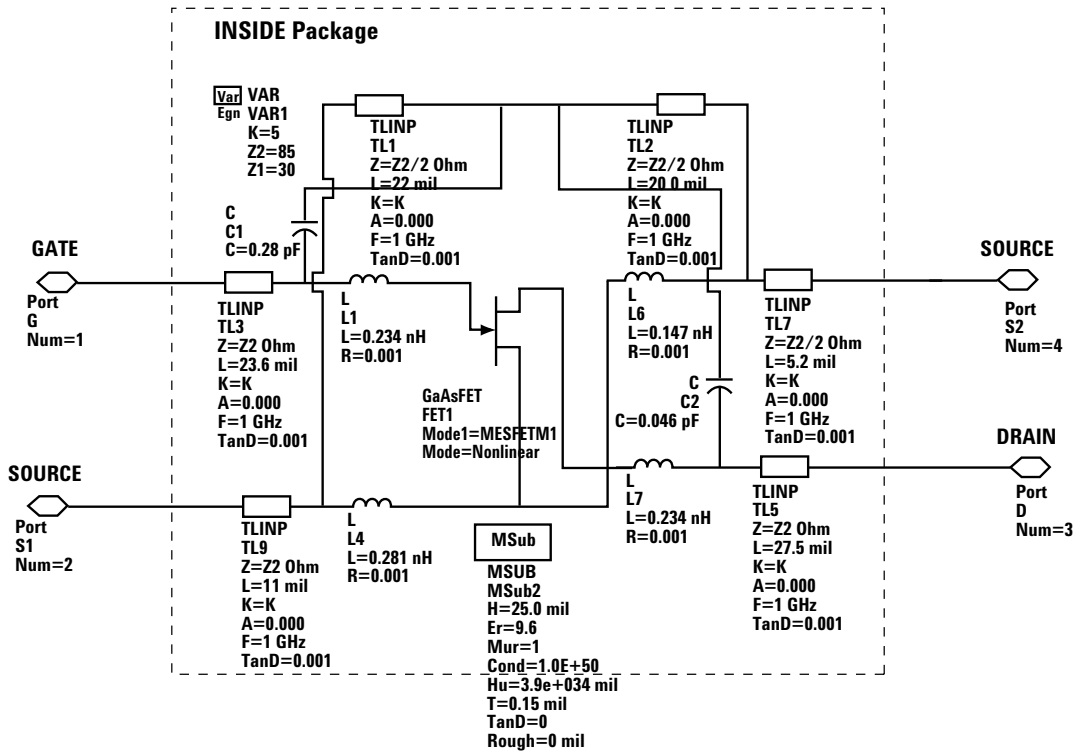 INSIDE Package
Var VAR
Egn VAR1
K=5
Z2=85
Z1=30
TLINP
TL1
Z=Z2/2 Ohm
L=22 mil
K=K
A=0.000
F=1 GHz
TanD=0.001
TLINP
TL2
Z=Z2/2 Ohm
L=20 0 mil
K=K
A=0.000
F=1 GHz
TanD=0.001
C
C1
C=0.28 pF
GATE
Port
G
Num=1
TLINP
TL3
Z=Z2 Ohm
L=23.6 mil
K=K
A=0.000
F=1 GHz
TanD=0.001
L
L1
L=0.234 nH
R=0.001
GaAsFET
FET1
Mode1=MESFETM1
Mode=Nonlinear
L
L6
L=0.147 nH
R=0.001
C
C2
C=0.046 pF
TLINP
TL7
Z=Z2/2 Ohm
L=5.2 mil
K=K
A=0.000
F=1 GHz
TanD=0.001
SOURCE
Port
S2
Num=4
SOURCE
Port
S1
Num=2
TLINP
TL9
Z=Z2 Ohm
L=11 mil
K=K
A=0.000
F=1 GHz
TanD=0.001
L
L4
L=0.281 nH
R=0.001
MSub
MSUB
MSub2
H=25.0 mil
Er=9.6
Mur=1
Cond=1.0E+50
Hu=3.9e+034 mil
T=0.15 mil
TanD=0
Rough=0 mil
L
L7
L=0.234 nH
R=0.001
TLINP
TL5
Z=Z2 Ohm
L=27.5 mil
K=K
A=0.000
F=1 GHz
TanD=0.001
DRAIN
Port
D
Num=3